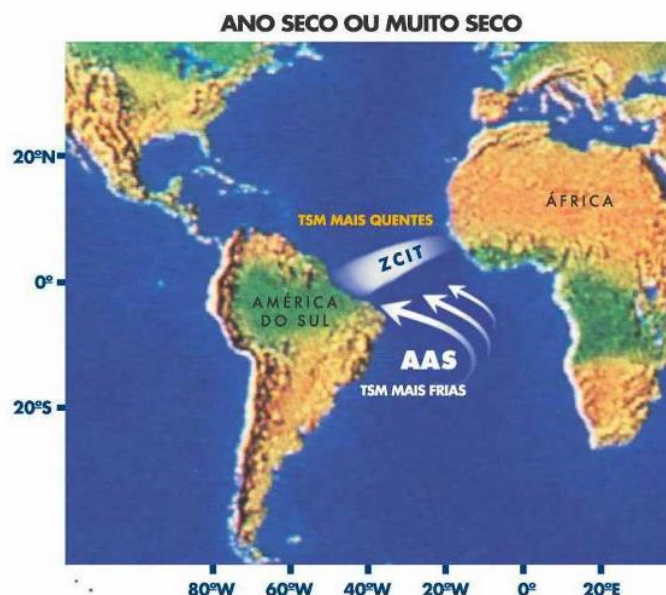 ANO SECO OU MUITO SECO
20ºN
0º
20ºS
TSM MAIS QUENTES
ZCIT
ÁFRICA
AMÉRICA
DO SUL
AAS
TSM MAIS FRIAS
80ºW 60ºW 40ºW 20ºW 0º 20ºE